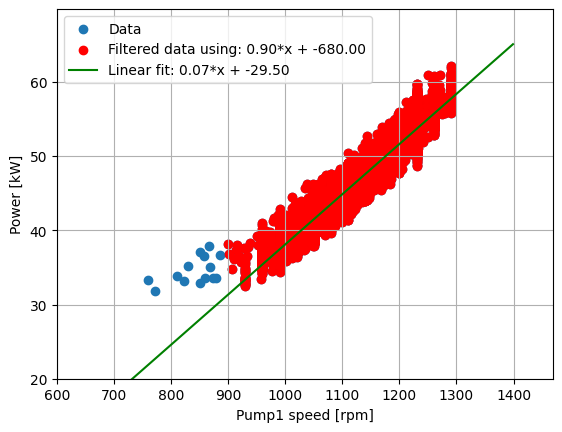 Data
Filtered data using: 0.90*x + -680.00
Linear fit: 0.07*x + -29.50
60
50
40
30
20
Power [kW]
600 700 800 900 1000 1100 1200 1300 1400
Pump1 speed [rpm]